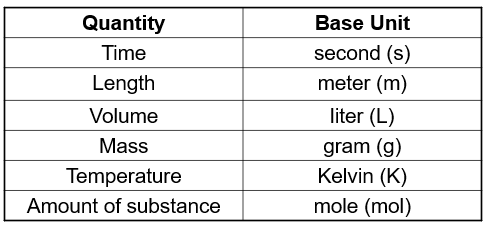 Quantity Base Unit
Time second (s)
Length meter (m)
Volume liter (L)
Mass gram (g)
Temperature Kelvin (K)
Amount of substance mole (mol)